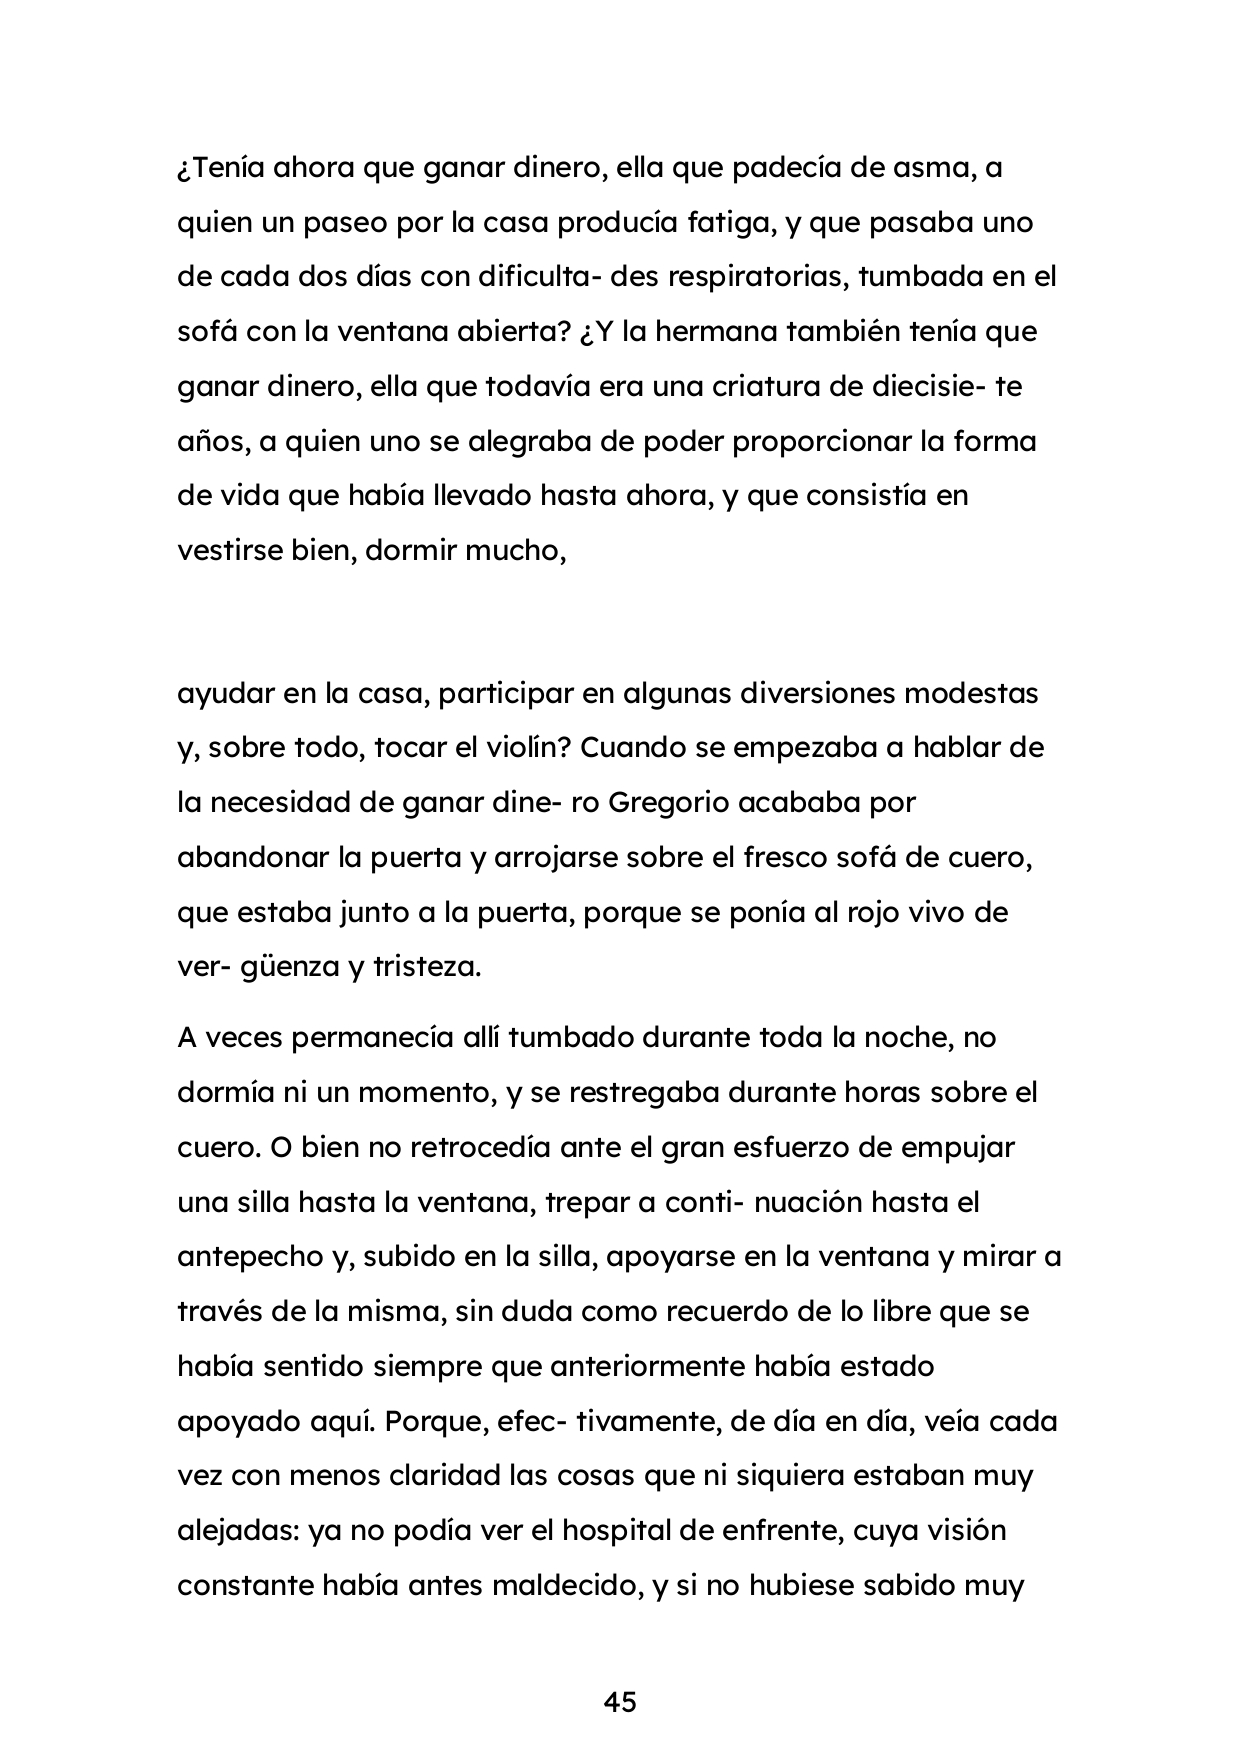 ¿Tenía ahora que ganar dinero, ella que padecía de asma, a
quien un paseo por la casa producía fatiga, y que pasaba uno
de cada dos días con dificulta- des respiratorias, tumbada en el
sofá con la ventana abierta? ¿Y la hermana también tenía que
ganar dinero, ella que todavía era una criatura de diecisie- te
años, a quien uno se alegraba de poder proporcionar la forma
de vida que había llevado hasta ahora, y que consistía en
vestirse bien, dormir mucho,
ayudar en la casa, participar en algunas diversiones modestas
y, sobre todo, tocar el violín? Cuando se empezaba a hablar de
la necesidad de ganar dine- ro Gregorio acababa por
abandonar la puerta y arrojarse sobre el fresco sofá de cuero,
que estaba junto a la puerta, porque se ponía al rojo vivo de
ver- güenza y tristeza.
A veces permanecía allí tumbado durante toda la noche, no
dormía ni un momento, y se restregaba durante horas sobre el
cuero. O bien no retrocedía ante el gran esfuerzo de empujar
una silla hasta la ventana, trepar a conti- nuación hasta el
antepecho y, subido en la silla, apoyarse en la ventana y mirar a
través de la misma, sin duda como recuerdo de lo libre que se
había sentido siempre que anteriormente había estado
apoyado aquí. Porque, efec- tivamente, de día en día, veía cada
vez con menos claridad las cosas que ni siquiera estaban muy
alejadas: ya no podía ver el hospital de enfrente, cuya visión
constante había antes maldecido, y si no hubiese sabido muy
45